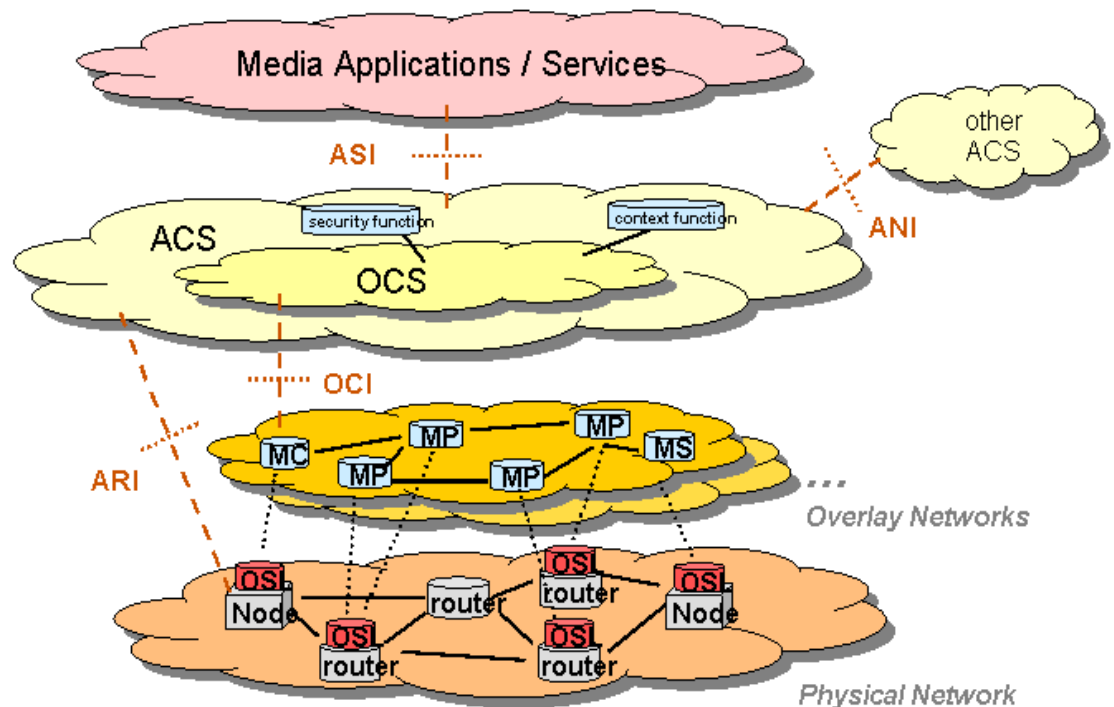 Media Applications / Services
other
ACS
ASI
ANI
security function
context function
ACS
OCS
OCI
ARI
MC
MP
MP
MS
MP
MP
...
Overlay Networks
OSL
Node
router
OSL
router
OSL
Node
OSL
router
OSL
router
Physical Network